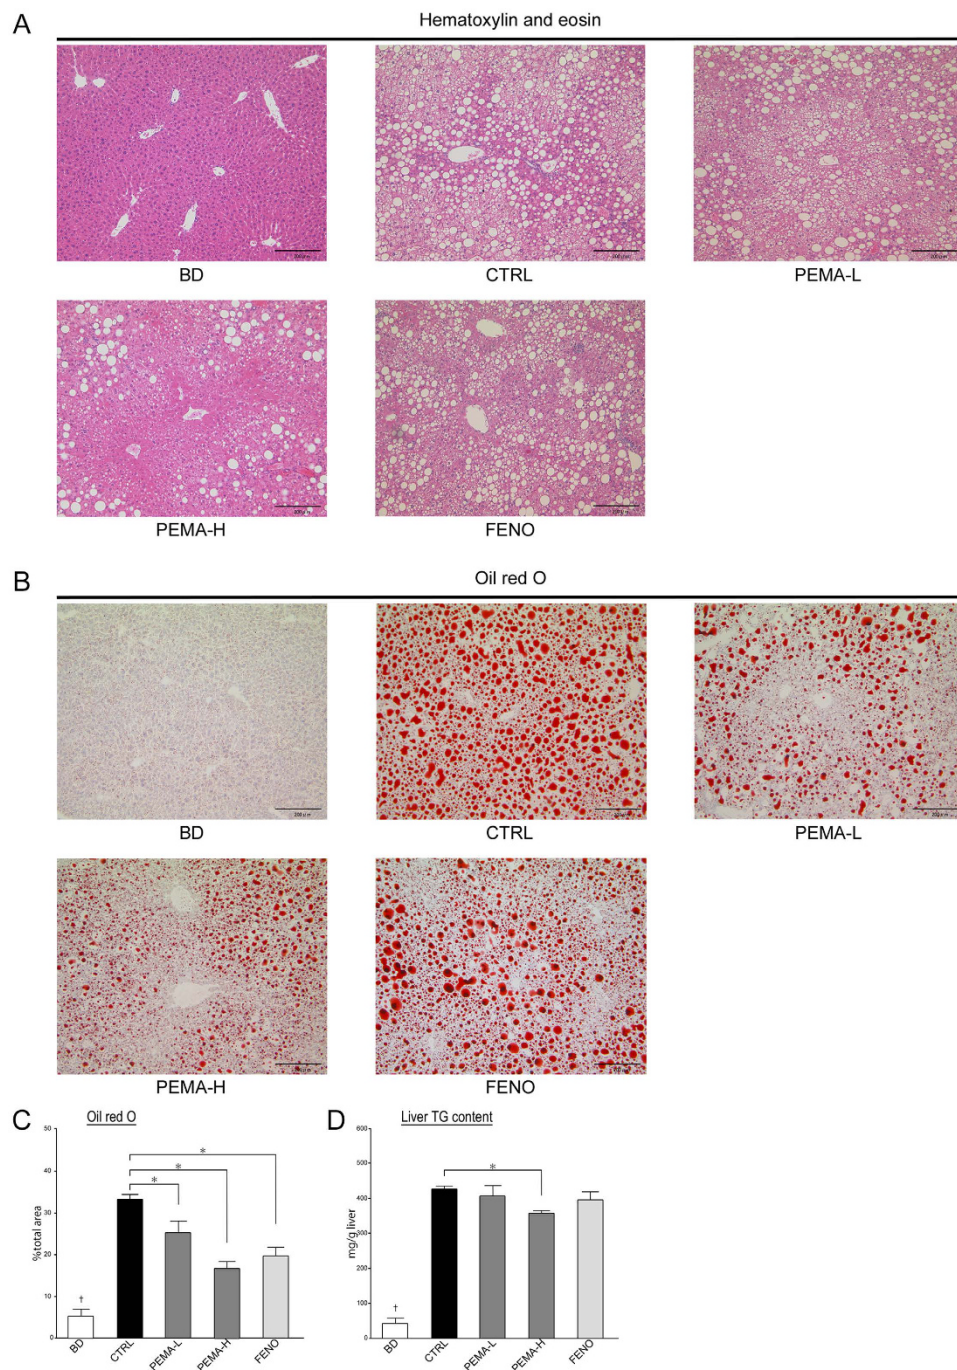 A
Hematoxylin and eosin
BD
CTRL
PEMA-L
PEMA-H
FENO
B
Oil red O
BD
CTRL
PEMA-L
PEMA-H
FENO
C
Oil red O
%total area
50
40
30
20
10
0
*
*
*
†
BD
CTRL
PEMA-L
PEMA-H
FENO
D
Liver TG content
mg/g liver
600
500
400
300
200
100
0
*
†
BD
CTRL
PEMA-L
PEMA-H
FENO